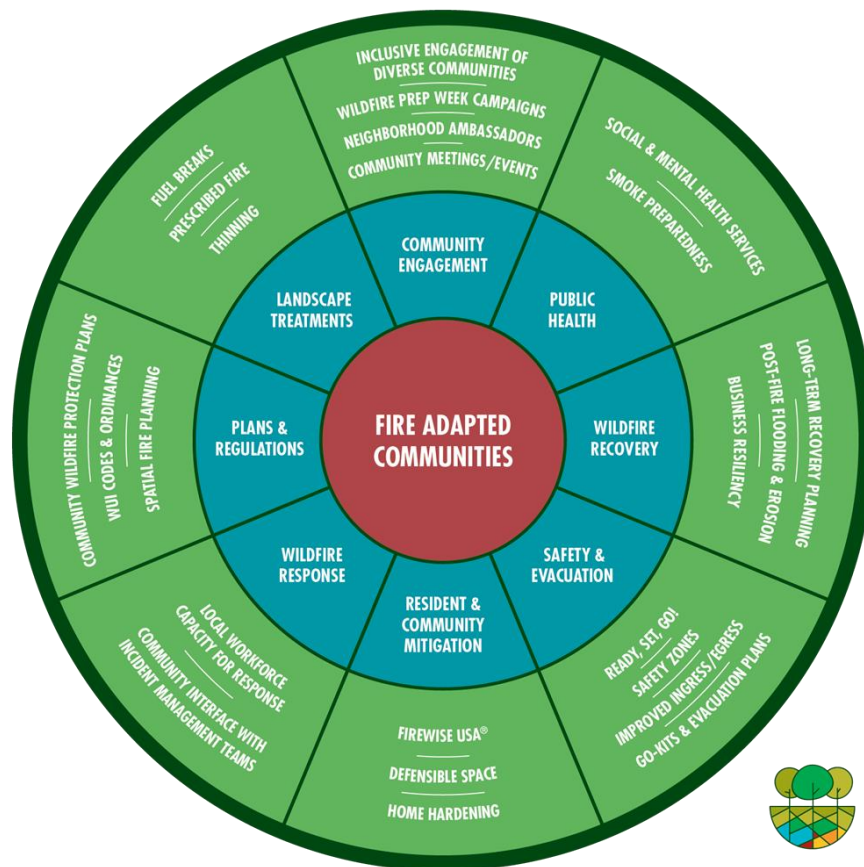 FIRE ADAPTED
COMMUNITIES
COMMUNITY
ENGAGEMENT
INCLUSIVE ENGAGEMENT OF
DIVERSE COMMUNITIES
WILDFIRE PREP WEEK CAMPAIGNS
NEIGHBORHOOD AMBASSADORS
COMMUNITY MEETINGS/EVENTS
PUBLIC
HEALTH
SOCIAL & MENTAL HEALTH SERVICES
SMOKE PREPAREDNESS
WILDFIRE
RECOVERY
LONG-TERM RECOVERY PLANNING
POST-FIRE FLOODING & EROSION
BUSINESS RESILIENCY
SAFETY &
EVACUATION
READY, SET, GO!
SAFETY ZONES
IMPROVED INGRESS/EGRESS
GO-KITS & EVACUATION PLANS
RESIDENT &
COMMUNITY
MITIGATION
FIREWISE USA®
DEFENSIBLE SPACE
HOME HARDENING
WILDFIRE
RESPONSE
LOCAL WORKFORCE
CAPACITY FOR RESPONSE
COMMUNITY INTERFACE WITH
INCIDENT MANAGEMENT TEAMS
PLANS &
REGULATIONS
COMMUNITY WILDFIRE PROTECTION PLANS
WUI CODES & ORDINANCES
SPATIAL FIRE PLANNING
LANDSCAPE
TREATMENTS
FUEL BREAKS
PRESCRIBED FIRE
THINNING